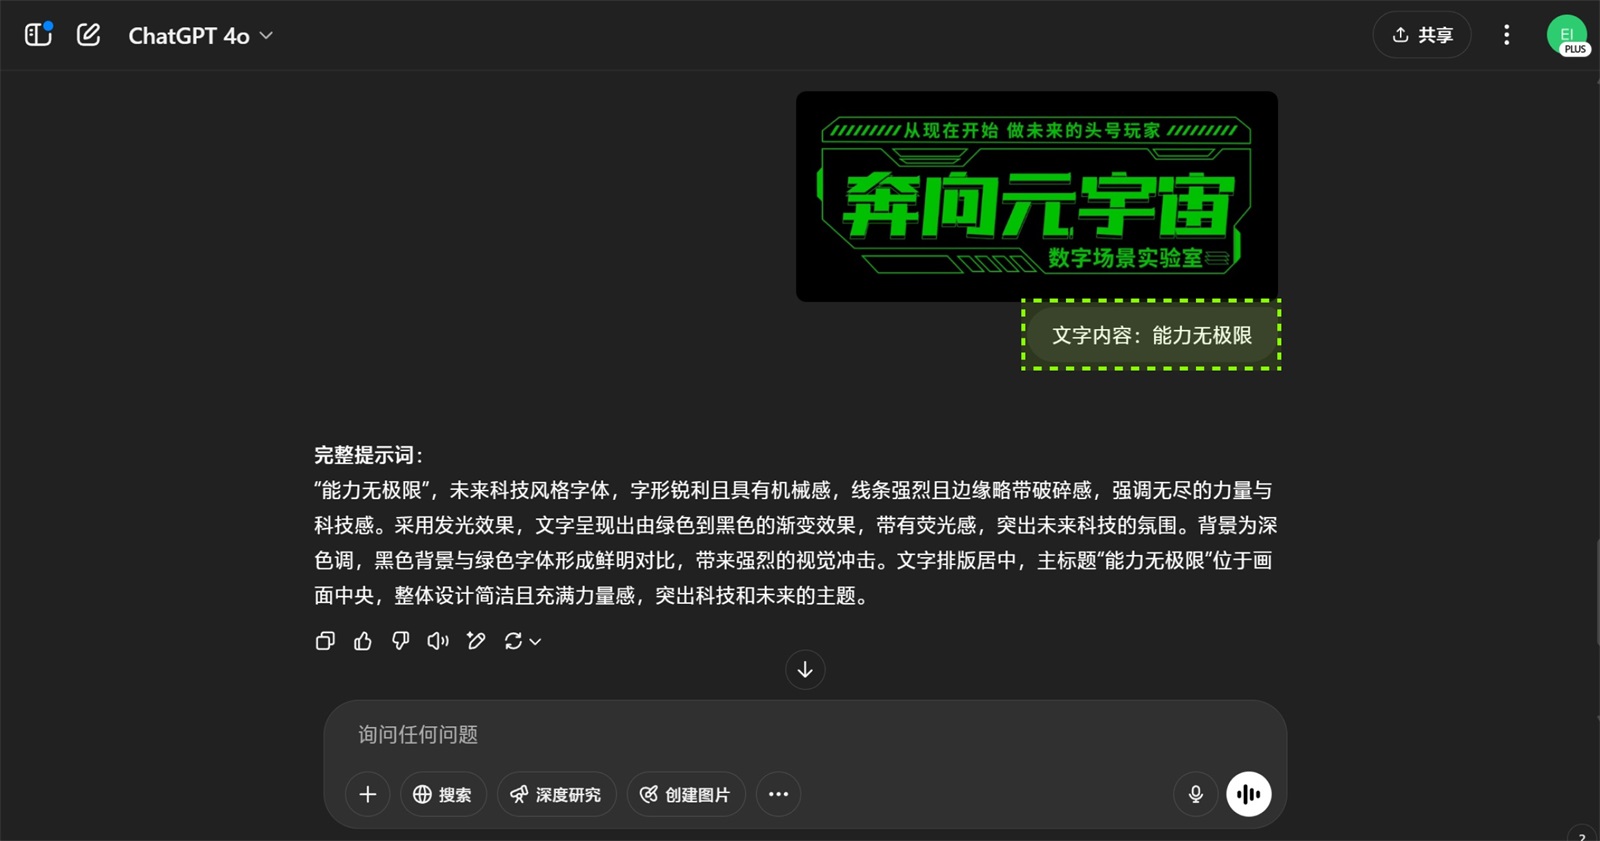 ChatGPT 4o
共享
EI
PLUS
从现在开始 做未来的头号玩家
奔向元宇宙
数字场景实验室
文字内容：能力无极限
完整提示词：
“能力无极限”，未来科技风格字体，字形锐利且具有机械感，线条强烈且边缘略带破碎感，强调无尽的力量与
科技感。采用发光效果，文字呈现出由绿色到黑色的渐变效果，带有荧光感，突出未来科技的氛围。背景为深
色调，黑色背景与绿色字体形成鲜明对比，带来强烈的视觉冲击。文字排版居中，主标题“能力无极限”位于画
面中央，整体设计简洁且充满力量感，突出科技和未来的主题。
询问任何问题
搜索
深度研究
创建图片
?